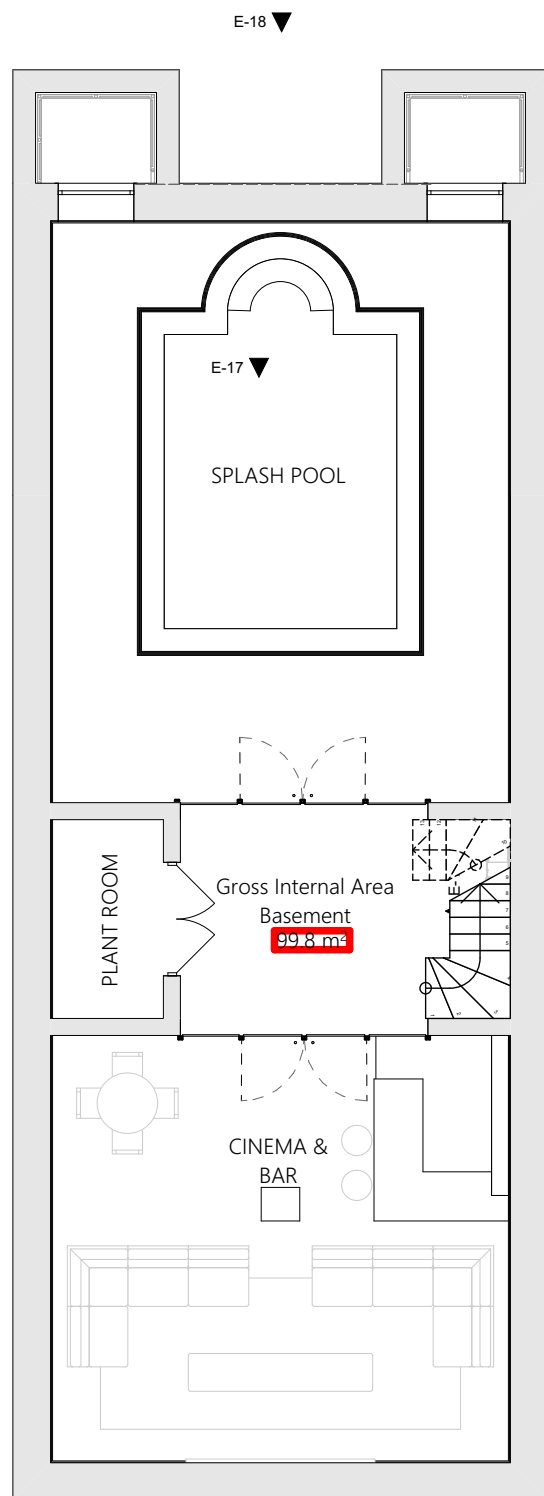 E-18
E-17
SPLASH POOL
PLANT ROOM
Gross Internal Area
Basement
99.8 m²
CINEMA &
BAR